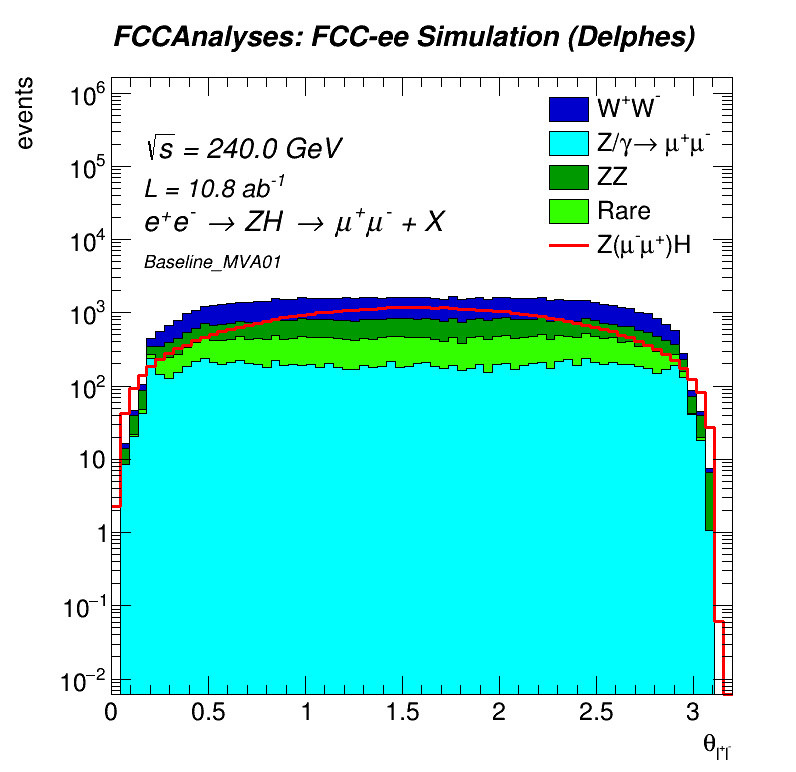 FCCAnalyses: FCC-ee Simulation (Delphes)
events
10⁶
10⁵
10⁴
10³
10²
10
1
10⁻¹
10⁻²
√s = 240.0 GeV
L = 10.8 ab⁻¹
e⁺e⁻ → ZH → μ⁺μ⁻ + X
Baseline_MVA01
W⁺W⁻
Z/γ→ μ⁺μ⁻
ZZ
Rare
Z(μ⁻μ⁺)H
0 0.5 1 1.5 2 2.5 3
θ_{l⁺l⁻}